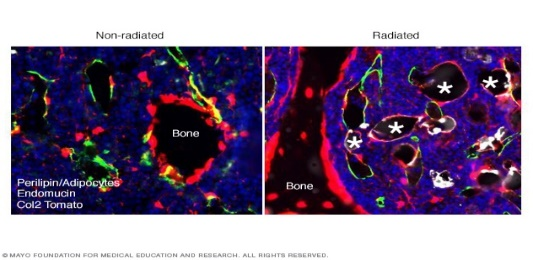 Non-radiated
Radiated
Bone
Perilipin/Adipocytes
Endomucin
Col2 Tomato
Bone
*
*
*
*
© MAYO FOUNDATION FOR MEDICAL EDUCATION AND RESEARCH. ALL RIGHTS RESERVED.